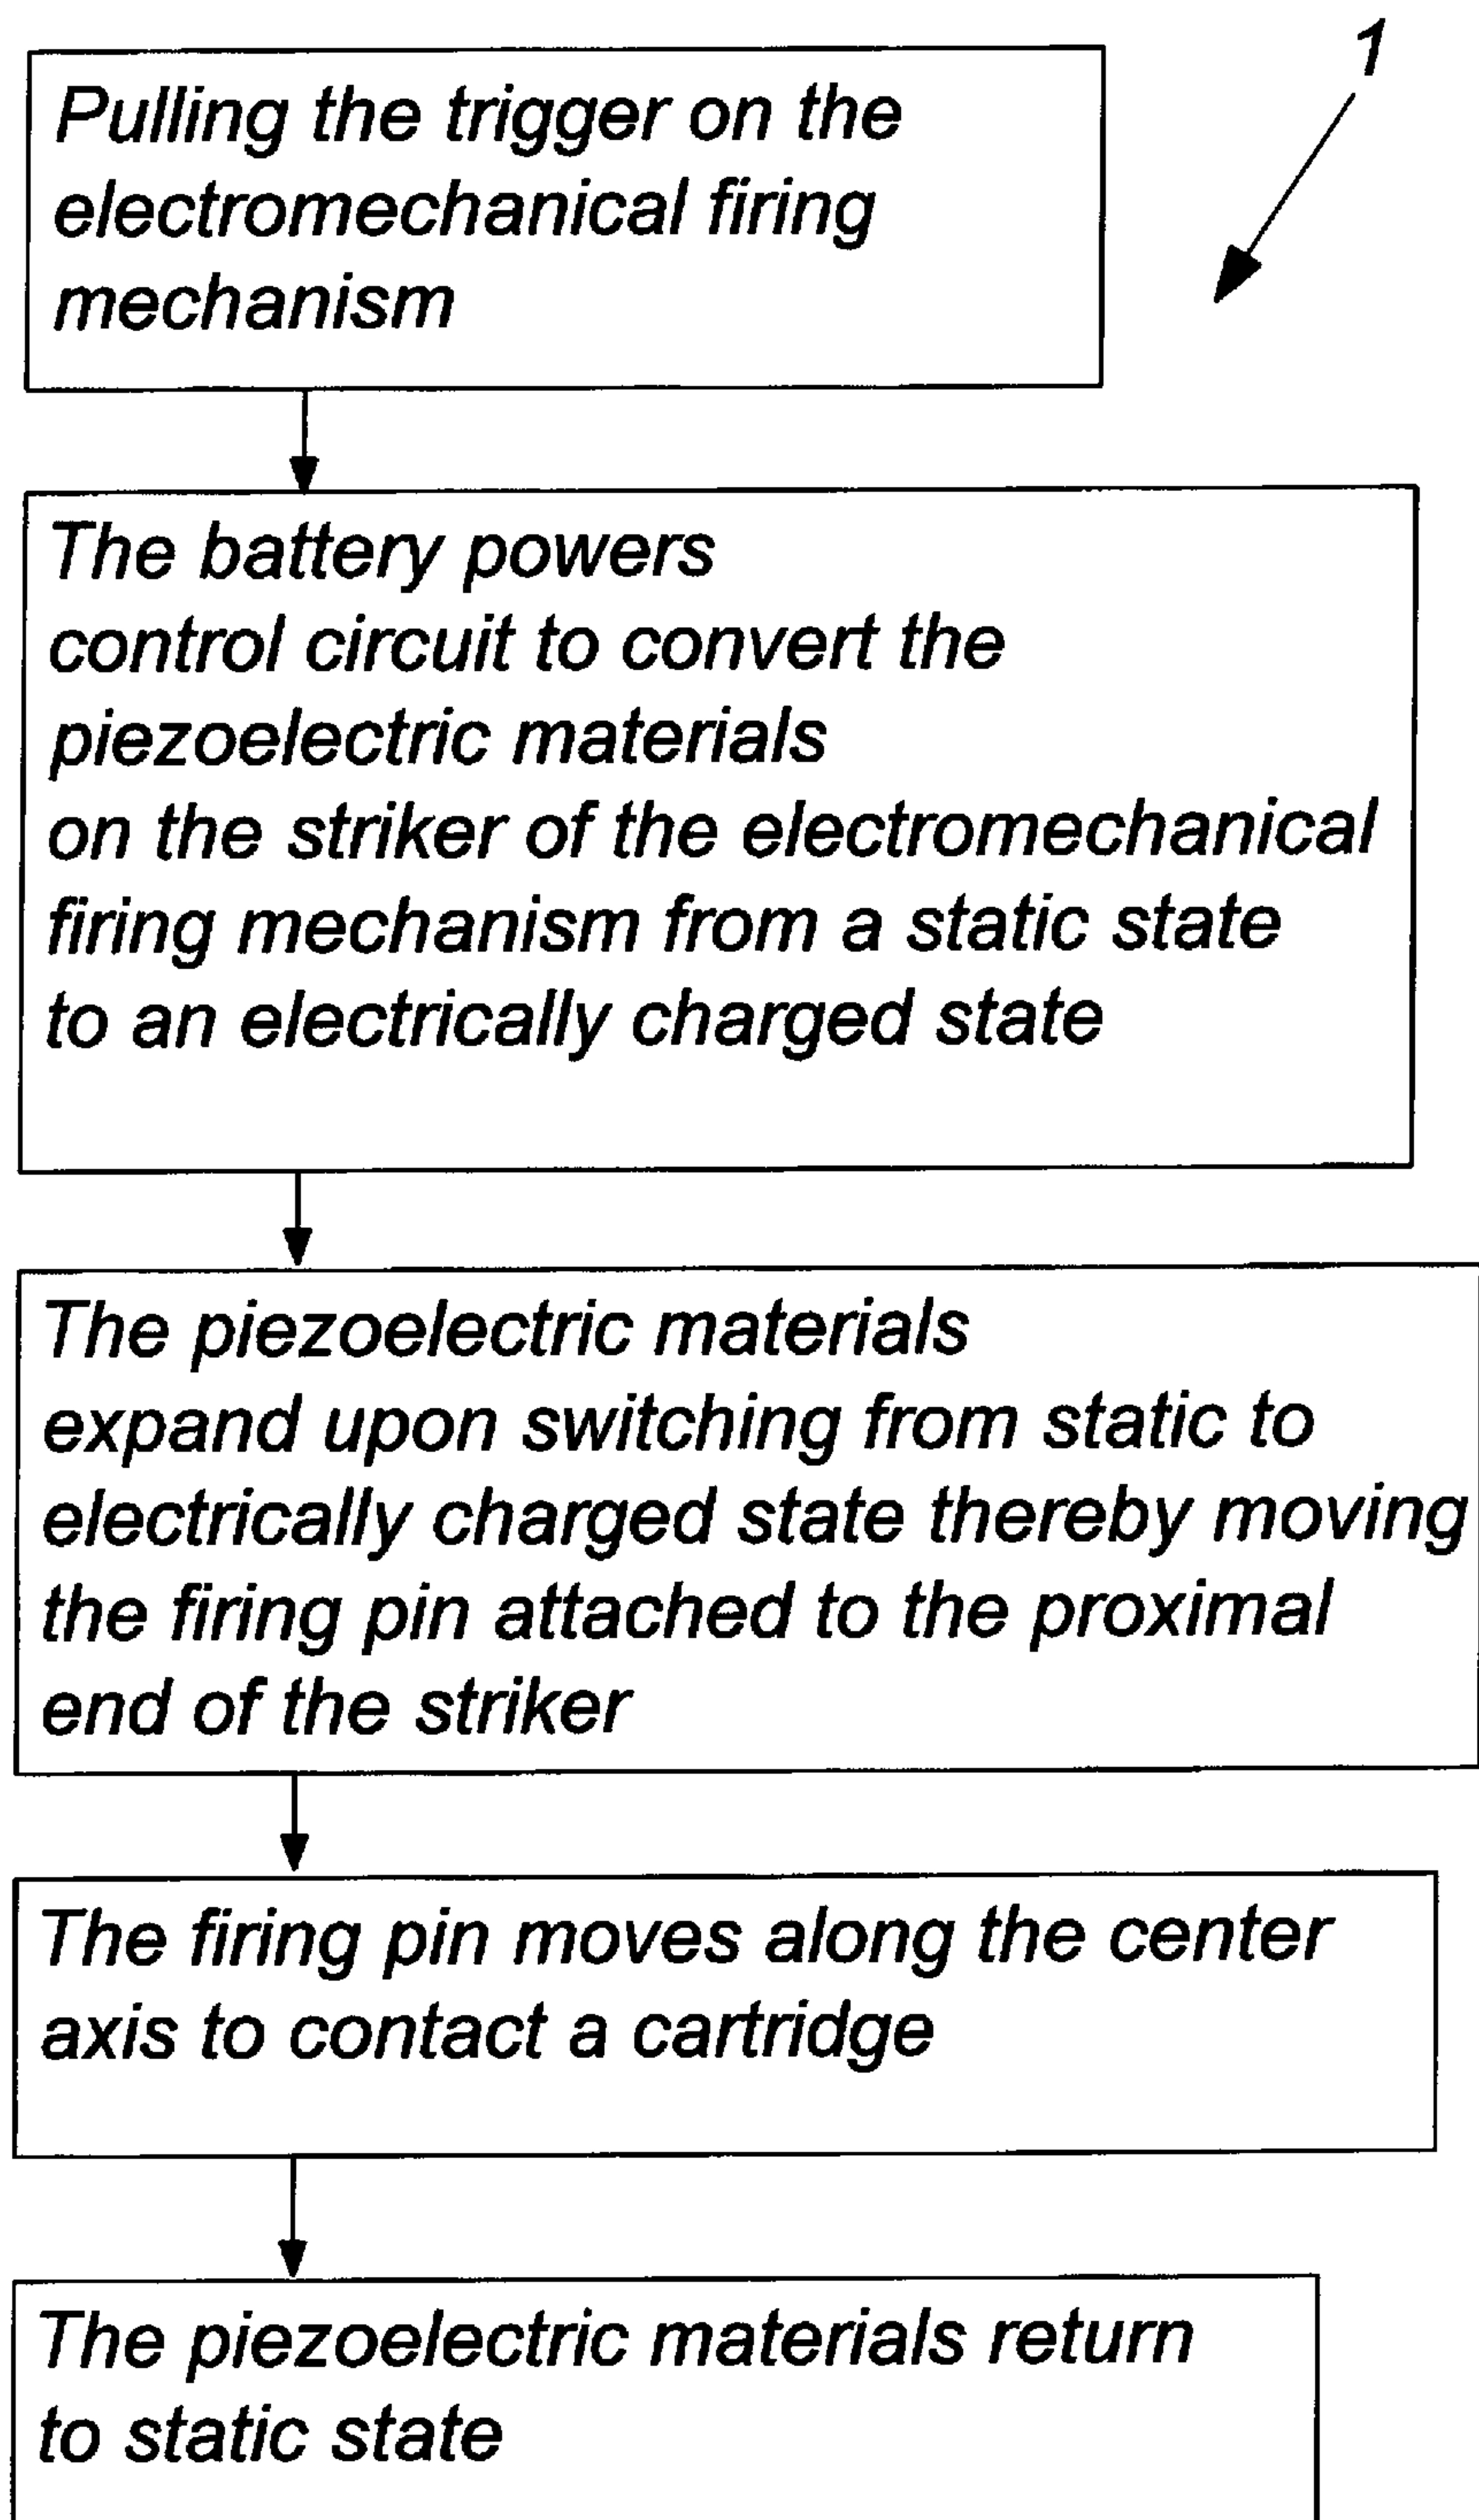 1
Pulling the trigger on the
electromechanical firing
mechanism
The battery powers
control circuit to convert the
piezoelectric materials
on the striker of the electromechanical
firing mechanism from a static state
to an electrically charged state
The piezoelectric materials
expand upon switching from static to
electrically charged state thereby moving
the firing pin attached to the proximal
end of the striker
The firing pin moves along the center
axis to contact a cartridge
The piezoelectric materials return
to static state